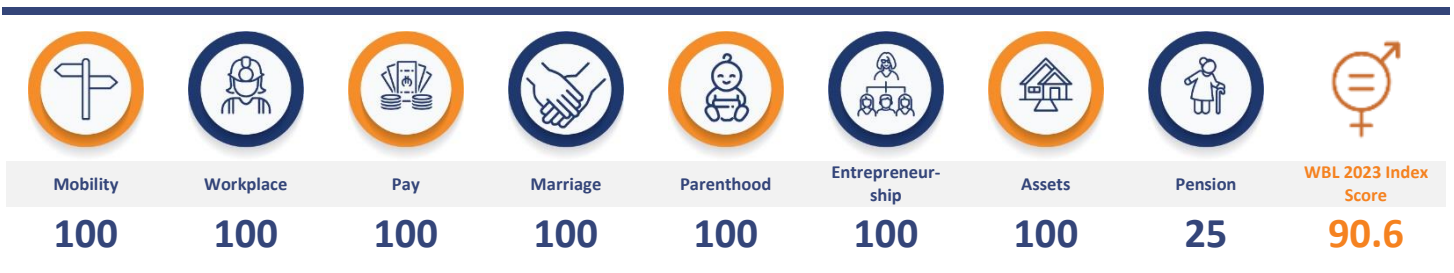 Mobility
Workplace
Pay
Marriage
Parenthood
Entrepreneur-
ship
Assets
Pension
WBL 2023 Index
Score
100
100
100
100
100
100
100
25
90.6